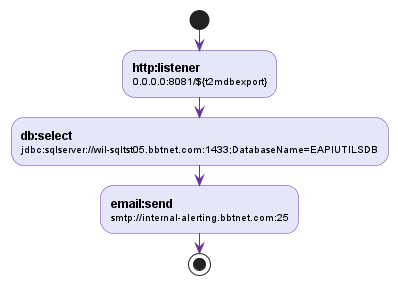 http:listener
0.0.0.0:8081/${t2mdbexport}
db:select
jdbc:sqlserver://wil-sqltst05.bbtnet.com:1433;DatabaseName=EAPIUTILSDB
email:send
smtp://internal-alerting.bbtnet.com:25